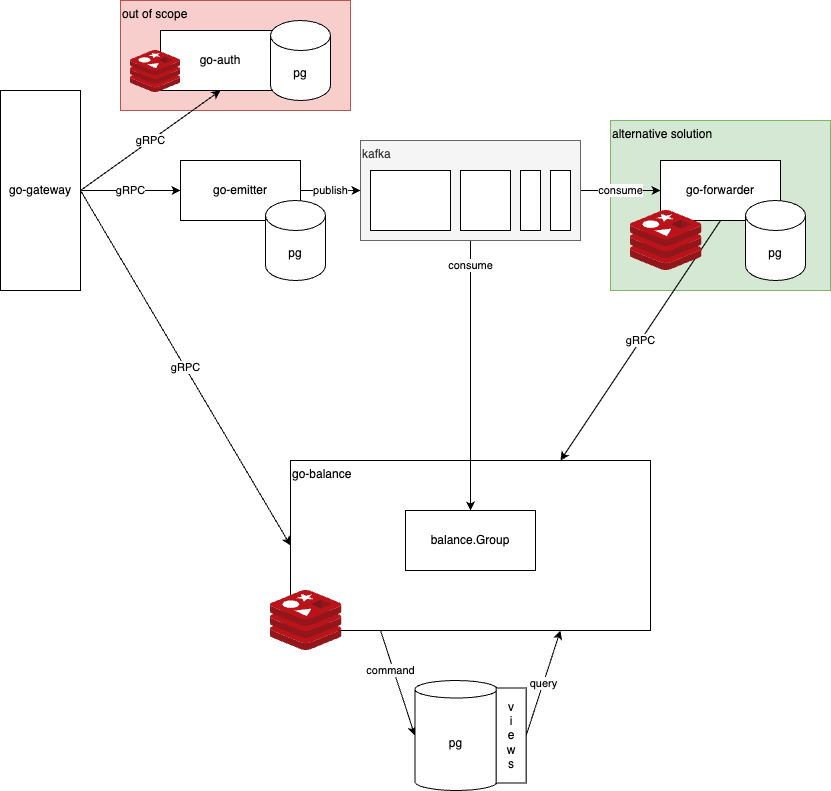 out of scope
go-auth
pg
gRPC
go-gateway
gRPC
go-emitter
pg
publish
kafka
consume
consume
alternative solution
go-forwarder
pg
gRPC
gRPC
go-balance
balance.Group
command
query
pg
v
i
e
w
s